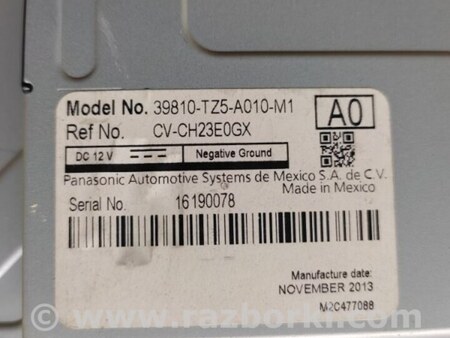 Model No. 39810-TZ5-A010-M1
A0
Ref No. CV-CH23E0GX
DC 12 V
Negative Ground
Panasonic Automotive Systems de Mexico S.A. de C.V.
Made in Mexico
Serial No. 16190078
Manufacture date:
NOVEMBER 2013
M2C477088
© www.razborki.com